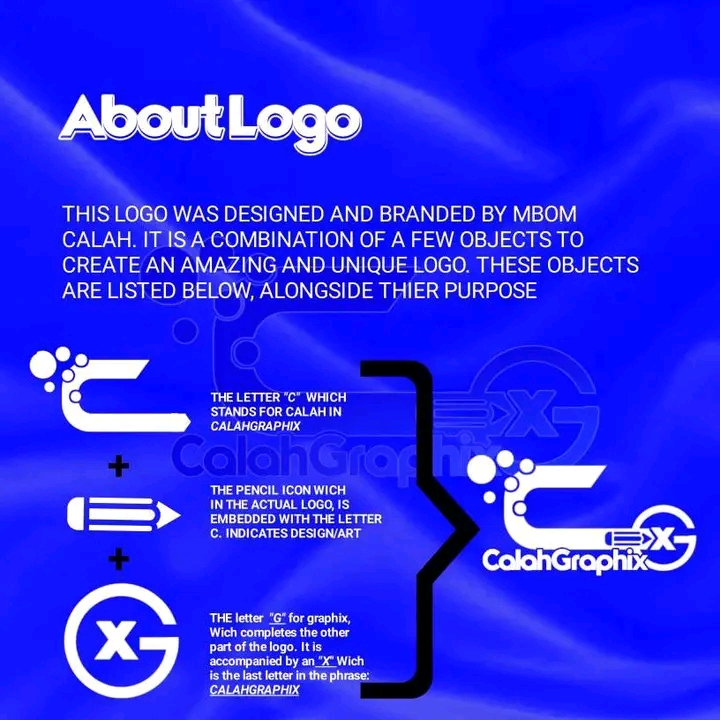 About Logo
THIS LOGO WAS DESIGNED AND BRANDED BY MBOM
CALAH. IT IS A COMBINATION OF A FEW OBJECTS TO
CREATE AN AMAZING AND UNIQUE LOGO. THESE OBJECTS
ARE LISTED BELOW, ALONGSIDE THIER PURPOSE
THE LETTER "C" WHICH
STANDS FOR CALAH IN
CALAHGRAPHIX
+
THE PENCIL ICON WICH
IN THE ACTUAL LOGO, IS
EMBEDDED WITH THE LETTER
C. INDICATES DESIGN/ART
+
XG
THE letter "G" for graphix,
Wich completes the other
part of the logo. It is
accompanied by an "X" Wich
is the last letter in the phrase:
CALAHGRAPHIX
C
XG
CalahGraphix
CalahGraphix